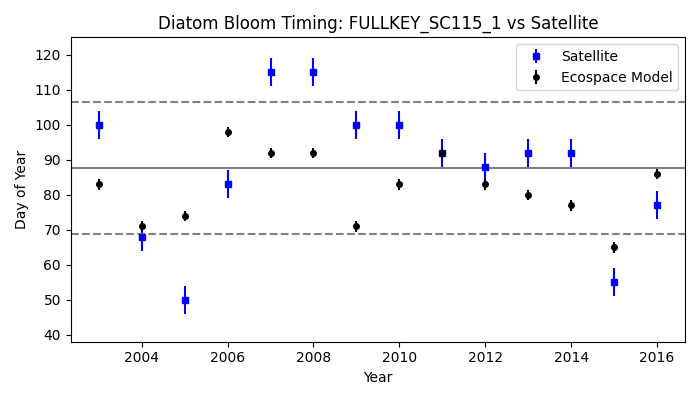 Diatom Bloom Timing: FULLKEY_SC115_1 vs Satellite
Satellite
Ecospace Model
120
110
100
90
80
70
60
50
40
Day of Year
2004 2006 2008 2010 2012 2014 2016
Year